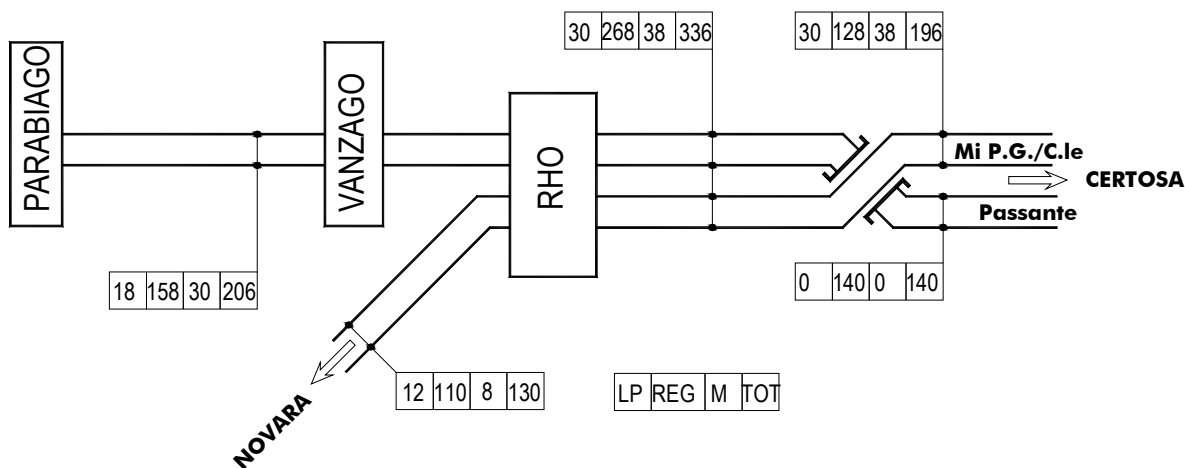 30 268 38 336
30 128 38 196
PARABIAGO
VANZAGO
RHO
Mi P.G./C.le
CERTOSA
Passante
18 158 30 206
0 140 0 140
12 110 8 130
LP REG M TOT
NOVARA